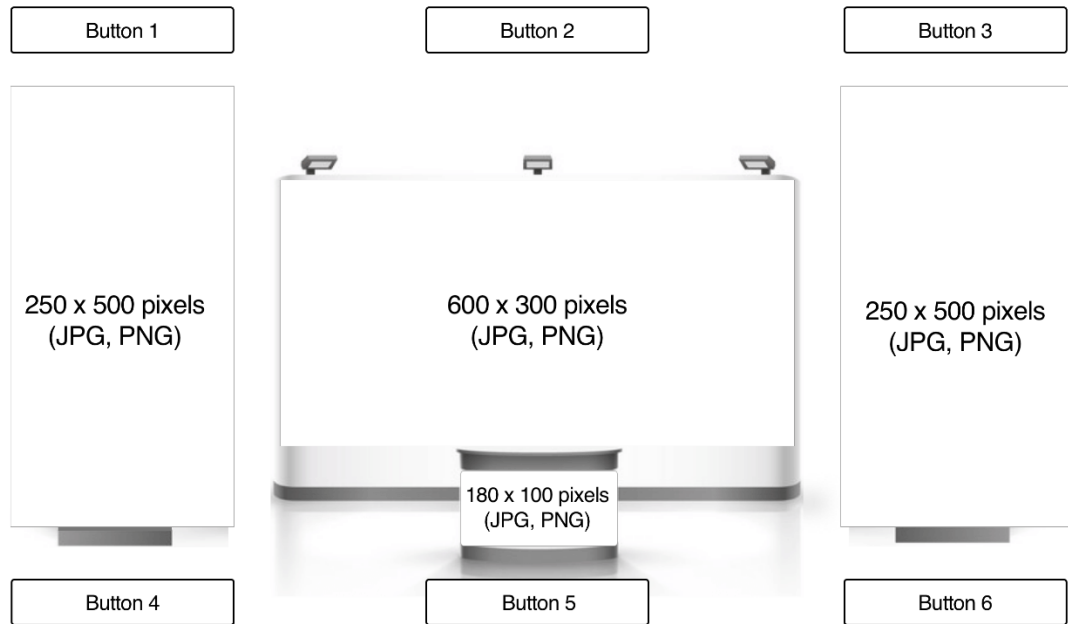 Button 1
Button 2
Button 3
250 x 500 pixels
(JPG, PNG)
600 x 300 pixels
(JPG, PNG)
250 x 500 pixels
(JPG, PNG)
180 x 100 pixels
(JPG, PNG)
Button 4
Button 5
Button 6